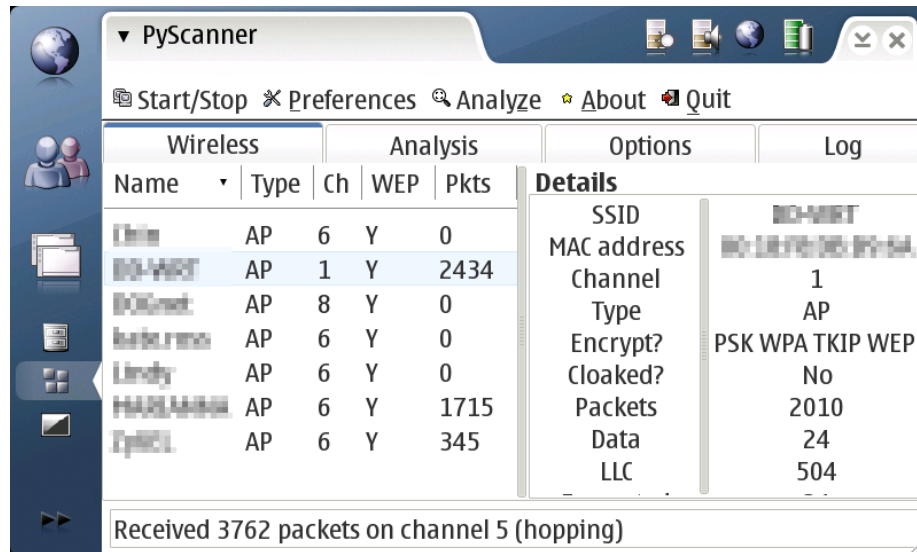 PyScanner
Start/Stop Preferences Analyze About Quit
Wireless Analysis Options Log
Name Type Ch WEP Pkts
AP 6 Y 0
AP 1 Y 2434
AP 8 Y 0
AP 6 Y 0
AP 6 Y 0
AP 6 Y 1715
AP 6 Y 345
Details
SSID
MAC address
Channel 1
Type AP
Encrypt? PSK WPA TKIP WEP
Cloaked? No
Packets 2010
Data 24
LLC 504
Received 3762 packets on channel 5 (hopping)